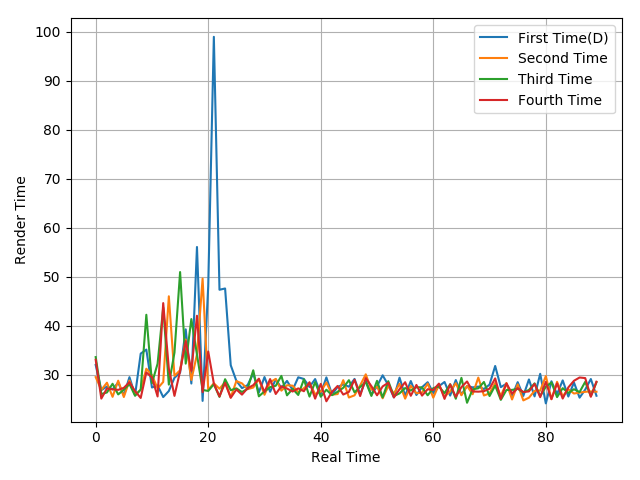 First Time(D)
Second Time
Third Time
Fourth Time
100
90
80
70
60
50
40
30
Render Time
0
20
40
60
80
Real Time